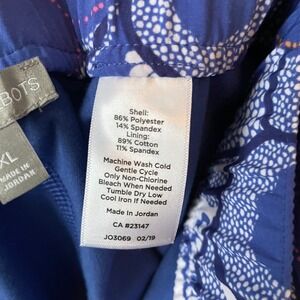 BOTS
XL
MADE IN
JORDAN
Shell:
86% Polyester
14% Spandex
Lining:
89% Cotton
11% Spandex
Machine Wash Cold
Gentle Cycle
Only Non-Chlorine
Bleach When Needed
Tumble Dry Low
Cool Iron If Needed
Made In Jordan
CA #23147
JO3069 02/19